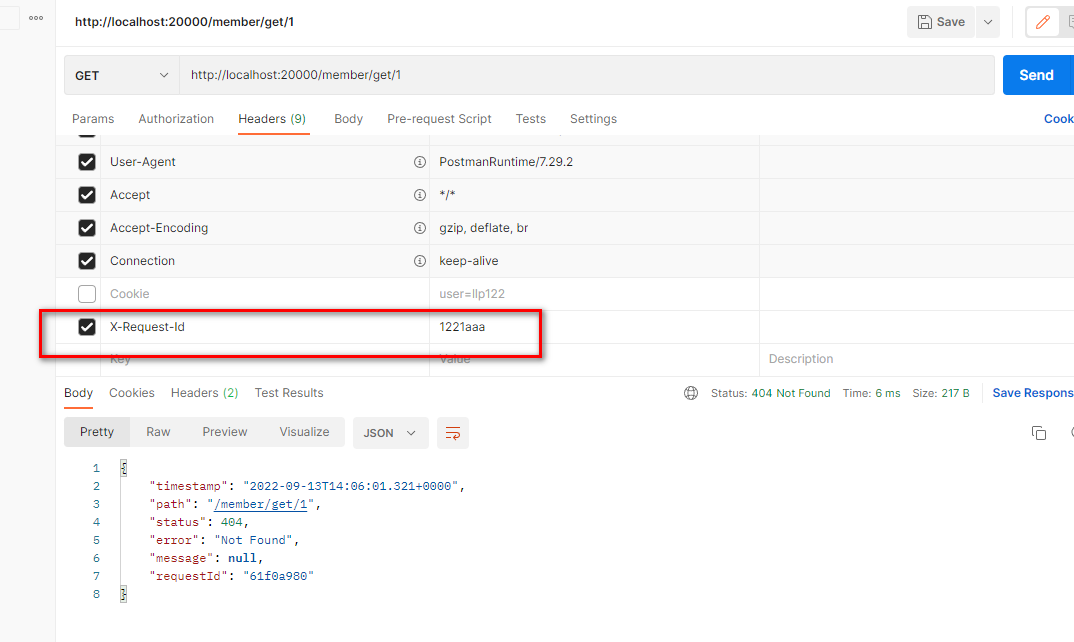 http://localhost:20000/member/get/1
Save
GET
http://localhost:20000/member/get/1
Send
Params
Authorization
Headers (9)
Body
Pre-request Script
Tests
Settings
Cook
User-Agent
PostmanRuntime/7.29.2
Accept
*/*
Accept-Encoding
gzip, deflate, br
Connection
keep-alive
Cookie
user=llp122
X-Request-Id
1221aaa
Key
Value
Description
Body
Cookies
Headers (2)
Test Results
Status: 404 Not Found
Time: 6 ms
Size: 217 B
Save Respons
Pretty
Raw
Preview
Visualize
JSON
1 {
2 "timestamp": "2022-09-13T14:06:01.321+0000",
3 "path": "/member/get/1",
4 "status": 404,
5 "error": "Not Found",
6 "message": null,
7 "requestId": "61f0a980"
8 }